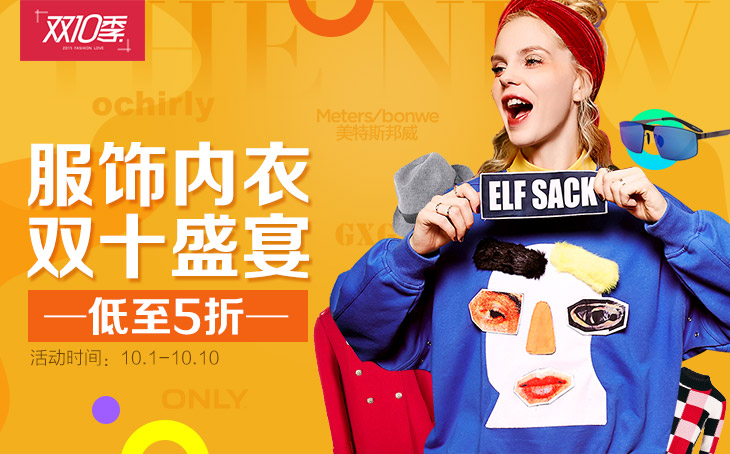 双10季
2015 FASHION LOVE
THE NEW
ochirly
Meters/bonwe
美特斯邦威
GXG
服饰内衣
双十盛宴
低至5折
活动时间：10.1-10.10
ONLY
ELF SACK